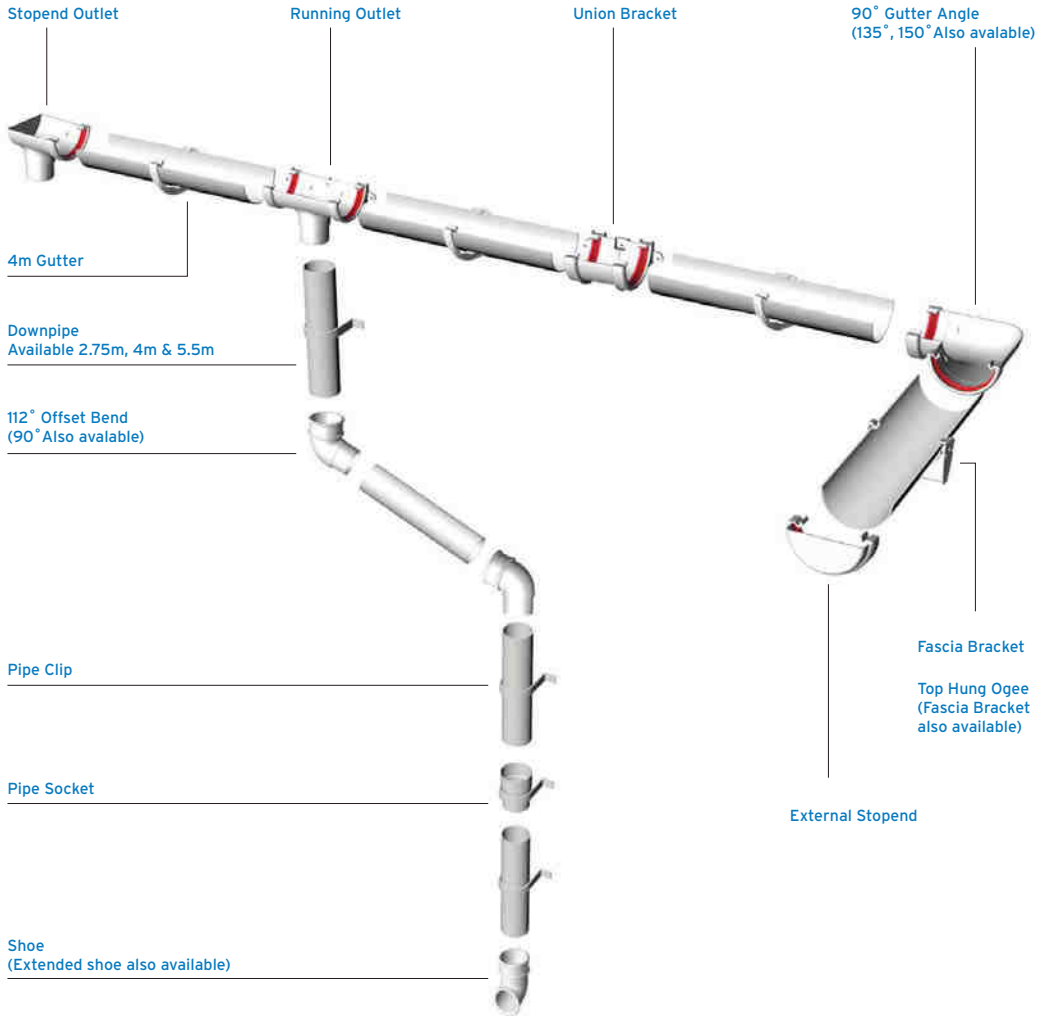 Stopend Outlet
Running Outlet
Union Bracket
90˚ Gutter Angle
(135˚, 150˚Also avalable)
4m Gutter
Downpipe
Available 2.75m, 4m & 5.5m
112˚ Offset Bend
(90˚Also avalable)
Pipe Clip
Pipe Socket
Shoe
(Extended shoe also available)
Fascia Bracket
Top Hung Ogee
(Fascia Bracket
also available)
External Stopend